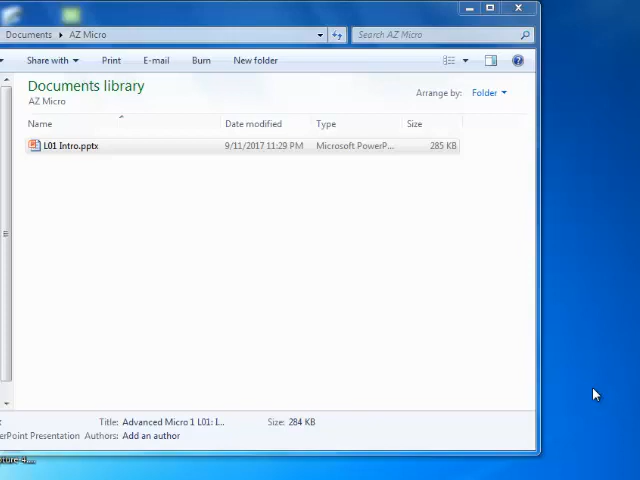 Documents ▸ AZ Micro
Search AZ Micro
Share with Print E-mail Burn New folder
Documents library
AZ Micro
Arrange by: Folder
Name Date modified Type Size
L01 Intro.pptx 9/11/2017 11:29 PM Microsoft PowerP... 285 KB
Title: Advanced Micro 1 L01: I... Size: 284 KB
PowerPoint Presentation Authors: Add an author